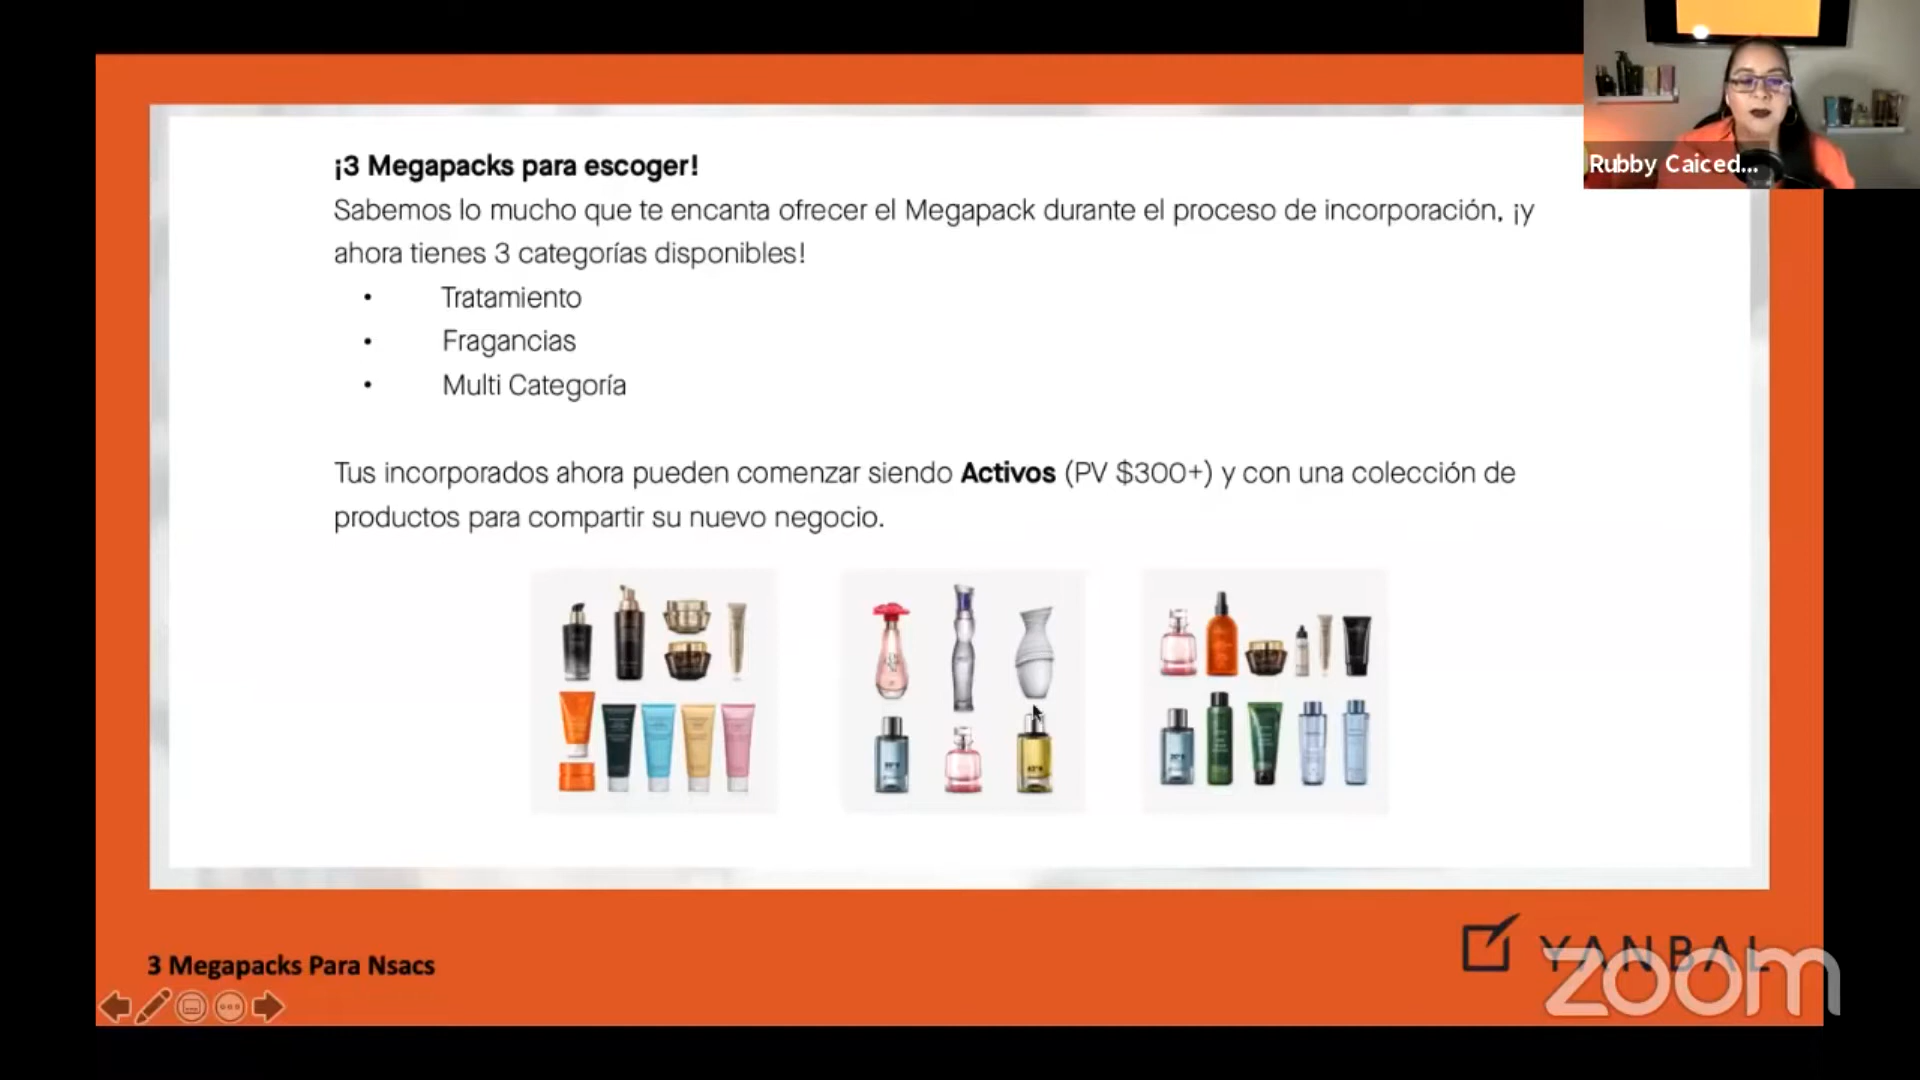 ¡3 Megapacks para escoger!
Sabemos lo mucho que te encanta ofrecer el Megapack durante el proceso de incorporación, ¡y
ahora tienes 3 categorías disponibles!
• Tratamiento
• Fragancias
• Multi Categoría
Tus incorporados ahora pueden comenzar siendo Activos (PV $300+) y con una colección de
productos para compartir su nuevo negocio.
3 Megapacks Para Nsacs
YANBAL
zoom
Rubby Caiced...